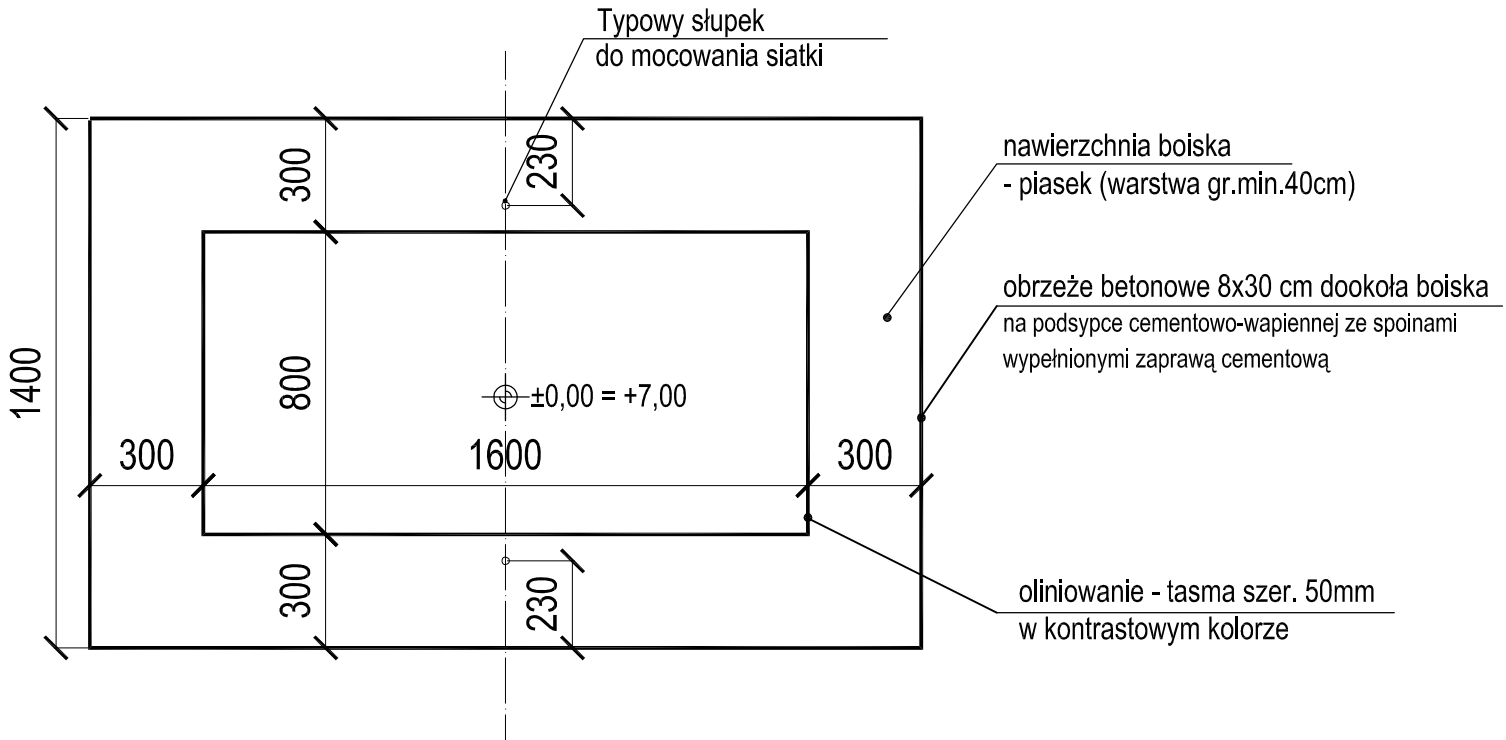 Typowy słupek
do mocowania siatki
230
300
nawierzchnia boiska
- piasek (warstwa gr.min.40cm)
obrzeże betonowe 8x30 cm dookoła boiska
na podsypce cementowo-wapiennej ze spoinami
wypełnionymi zaprawą cementową
1400
800
±0,00 = +7,00
300
1600
300
300
230
oliniowanie - tasma szer. 50mm
w kontrastowym kolorze